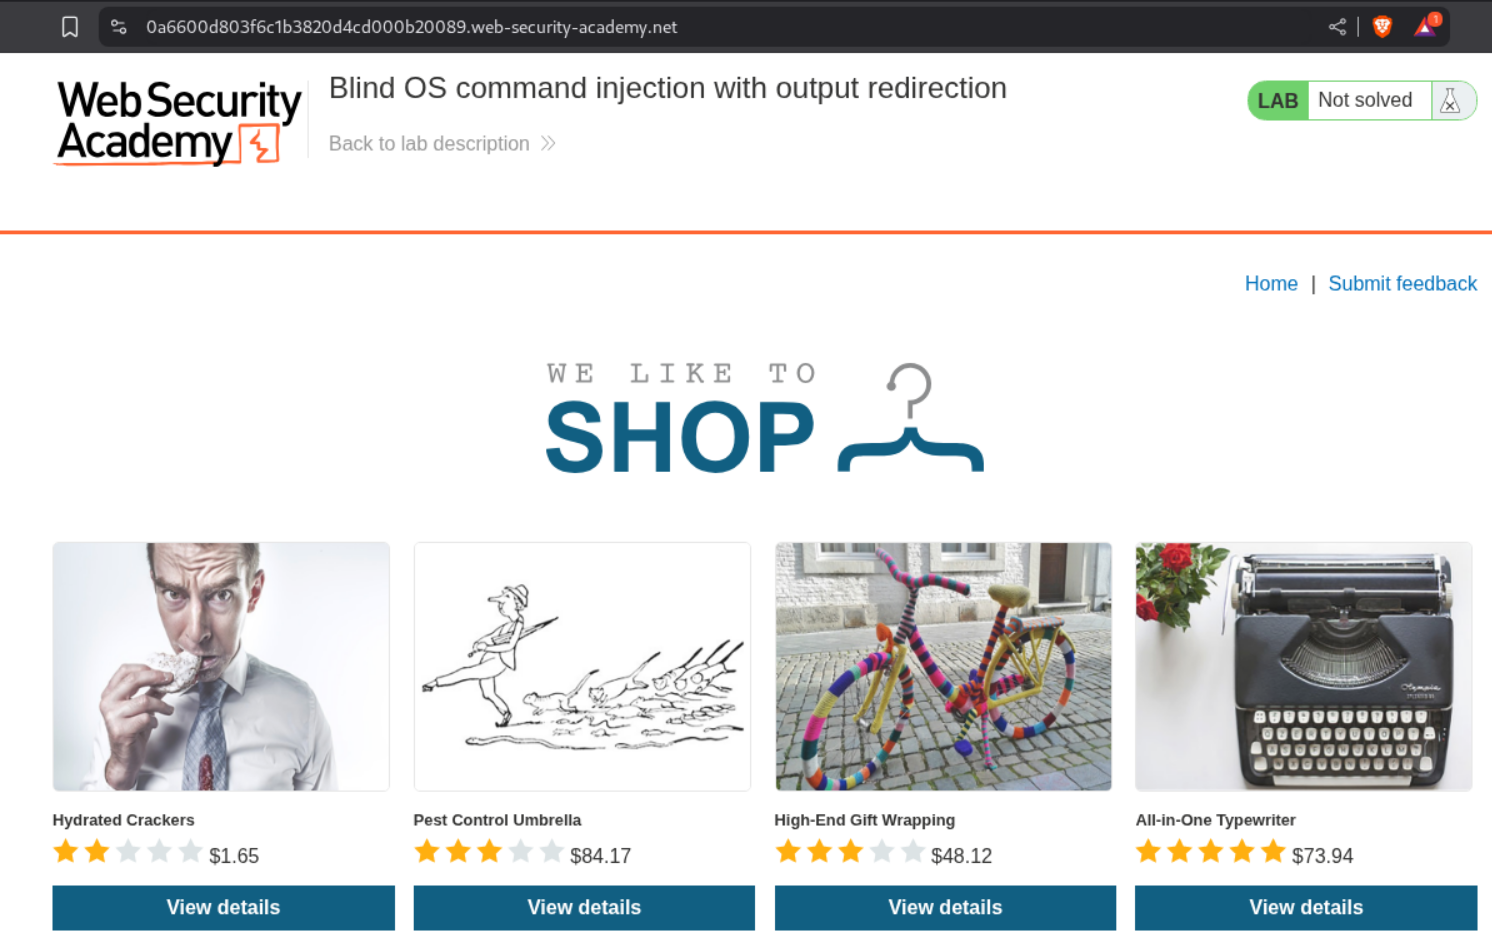 0a6600d803f6c1b3820d4cd000b20089.web-security-academy.net
1
Web Security
Academy
Blind OS command injection with output redirection
Back to lab description
LAB Not solved
Home | Submit feedback
WE LIKE TO
SHOP
Hydrated Crackers
$1.65
View details
Pest Control Umbrella
$84.17
View details
High-End Gift Wrapping
$48.12
View details
All-in-One Typewriter
$73.94
View details